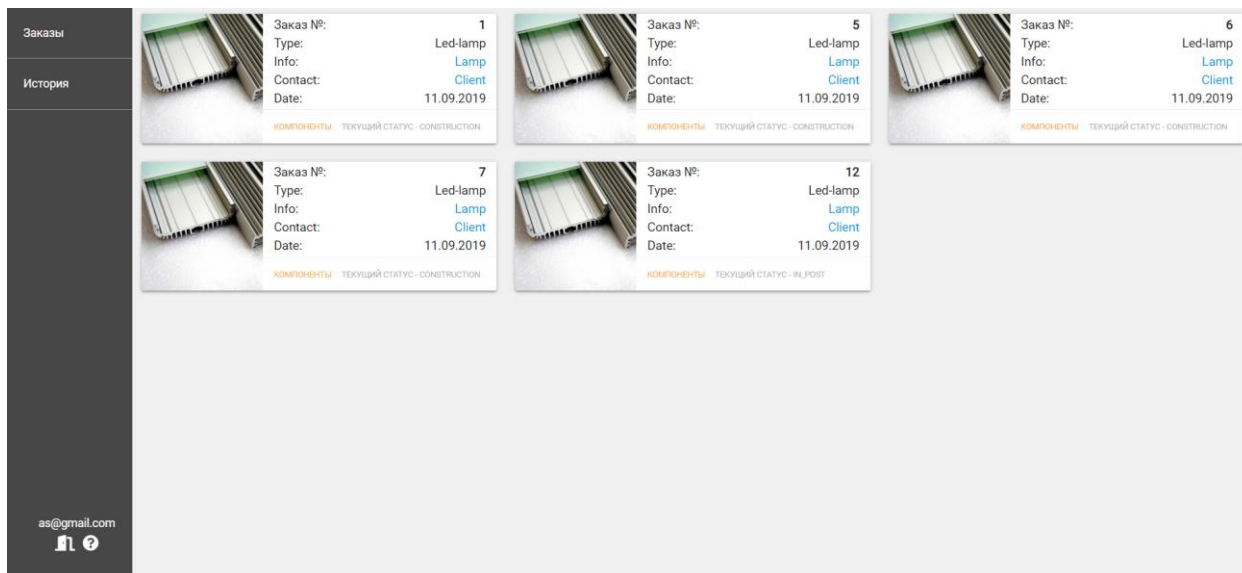 Заказы
История
Заказ №: 1
Type: Led-lamp
Info: Lamp
Contact: Client
Date: 11.09.2019
КОМПОНЕНТЫ ТЕКУЩИЙ СТАТУС - CONSTRUCTION
Заказ №: 5
Type: Led-lamp
Info: Lamp
Contact: Client
Date: 11.09.2019
КОМПОНЕНТЫ ТЕКУЩИЙ СТАТУС - CONSTRUCTION
Заказ №: 6
Type: Led-lamp
Info: Lamp
Contact: Client
Date: 11.09.2019
КОМПОНЕНТЫ ТЕКУЩИЙ СТАТУС - CONSTRUCTION
Заказ №: 7
Type: Led-lamp
Info: Lamp
Contact: Client
Date: 11.09.2019
КОМПОНЕНТЫ ТЕКУЩИЙ СТАТУС - CONSTRUCTION
Заказ №: 12
Type: Led-lamp
Info: Lamp
Contact: Client
Date: 11.09.2019
КОМПОНЕНТЫ ТЕКУЩИЙ СТАТУС - IN_POST
as@gmail.com
?